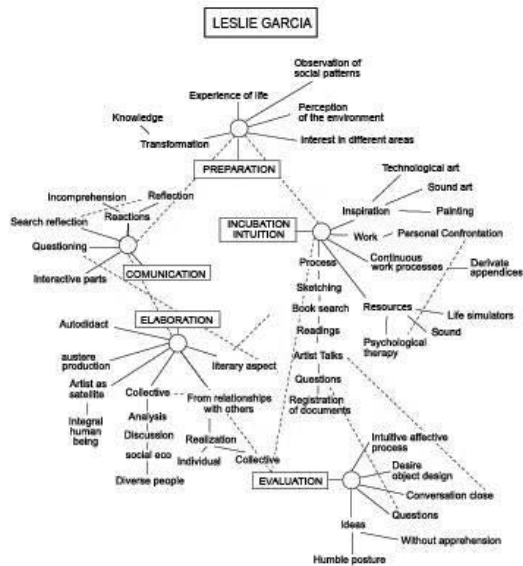 LESLIE GARCIA
Observation of
social patterns
Experience of life
Perception
of the environment
Knowledge
Transformation
Interest in different areas
PREPARATION
Technological art
Incomprehension
Reflection
Sound art
Search reflection
Reactions
Inspiration
Painting
INCUBATION
INTUITION
Questioning
Work
Personal Confrontation
Process
Continuous
work processes
Derivate
appendices
Interactive parts
COMUNICATION
Sketching
Book search
Resources
Life simulators
Autodidact
ELABORATION
Readings
Sound
Psychological
therapy
austere
production
literary aspect
Artist Talks
Artist as
satellite
Collective
From relationships
with others
Questions
Registration
of documents
Integral
human
being
Analysis
Discussion
social eco
Diverse people
Realization
Individual
Collective
Intuitive affective
process
Desire
object design
EVALUATION
Conversation close
Questions
Ideas
Without apprehension
Humble posture